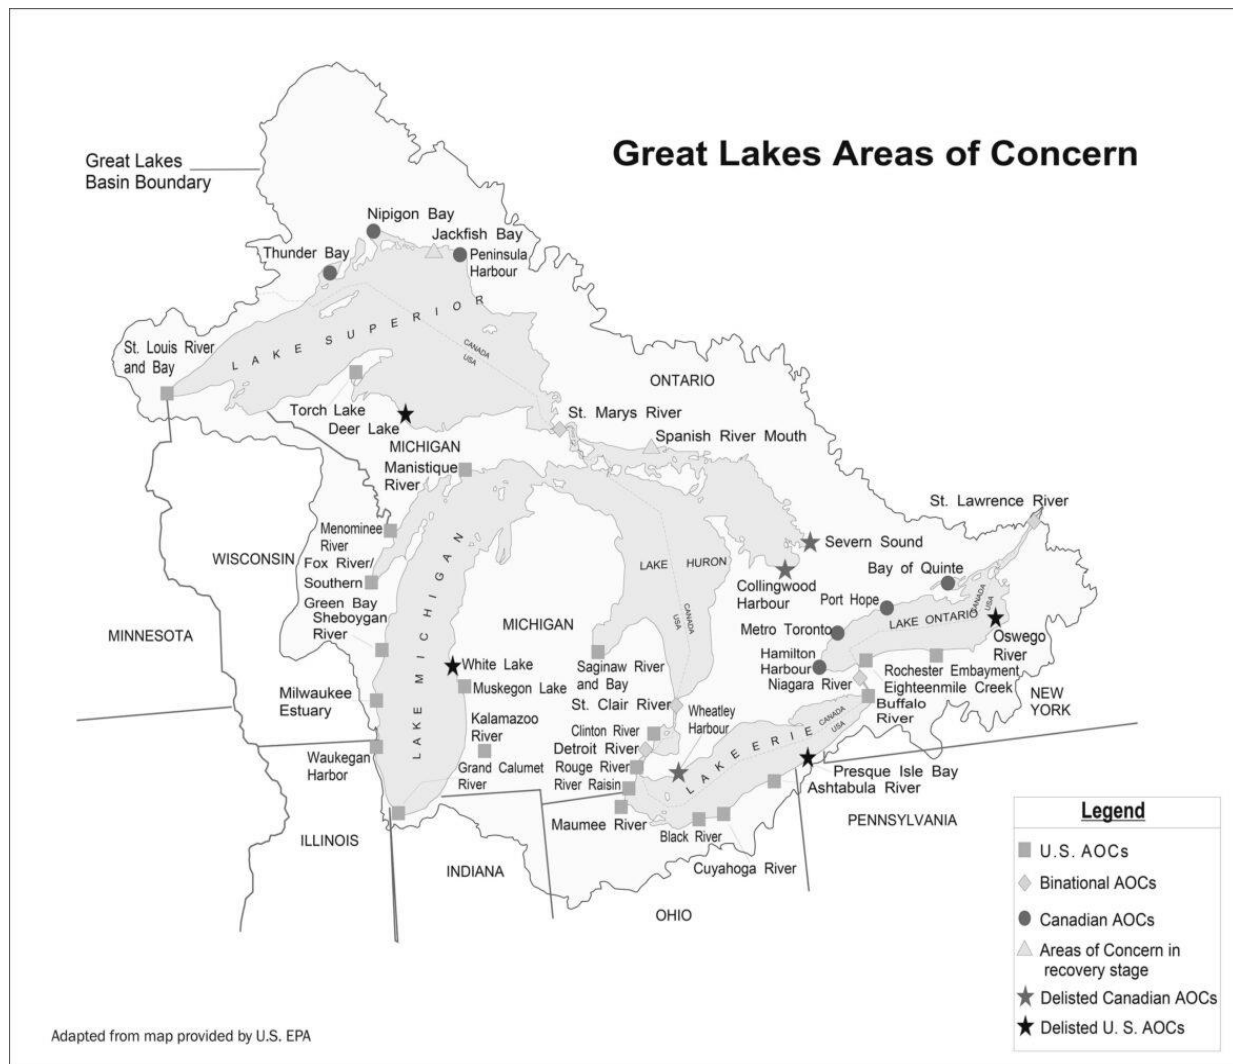 Great Lakes Areas of Concern
Great Lakes
Basin Boundary
Nipigon Bay
Jackfish Bay
Thunder Bay
Peninsula
Harbour
LAKE SUPERIOR
CANADA
USA
St. Louis River
and Bay
ONTARIO
Torch Lake
Deer Lake
St. Marys River
Spanish River Mouth
MICHIGAN
Manistique
River
St. Lawrence River
Menominee
River
WISCONSIN
Fox River/
Southern
Green Bay
LAKE MICHIGAN
LAKE HURON
CANADA
USA
Severn Sound
Collingwood
Harbour
Bay of Quinte
Port Hope
CANADA
USA
LAKE ONTARIO
Sheboygan
River
MINNESOTA
MICHIGAN
Metro Toronto
Oswego
River
White Lake
Saginaw River
and Bay
Hamilton
Harbour
Rochester Embayment
Niagara River
Eighteenmile Creek
Muskegon Lake
Milwaukee
Estuary
St. Clair River
Wheatley
Harbour
Buffalo
River
NEW
YORK
Kalamazoo
River
Clinton River
Detroit River
LAKE ERIE
CANADA
USA
Waukegan
Harbor
Grand Calumet
River
Rouge River
River Raisin
Presque Isle Bay
Ashtabula River
Maumee River
Black River
PENNSYLVANIA
ILLINOIS
INDIANA
Cuyahoga River
OHIO
Legend
U.S. AOCs
Binational AOCs
Canadian AOCs
Areas of Concern in
recovery stage
Delisted Canadian AOCs
Delisted U. S. AOCs
Adapted from map provided by U.S. EPA